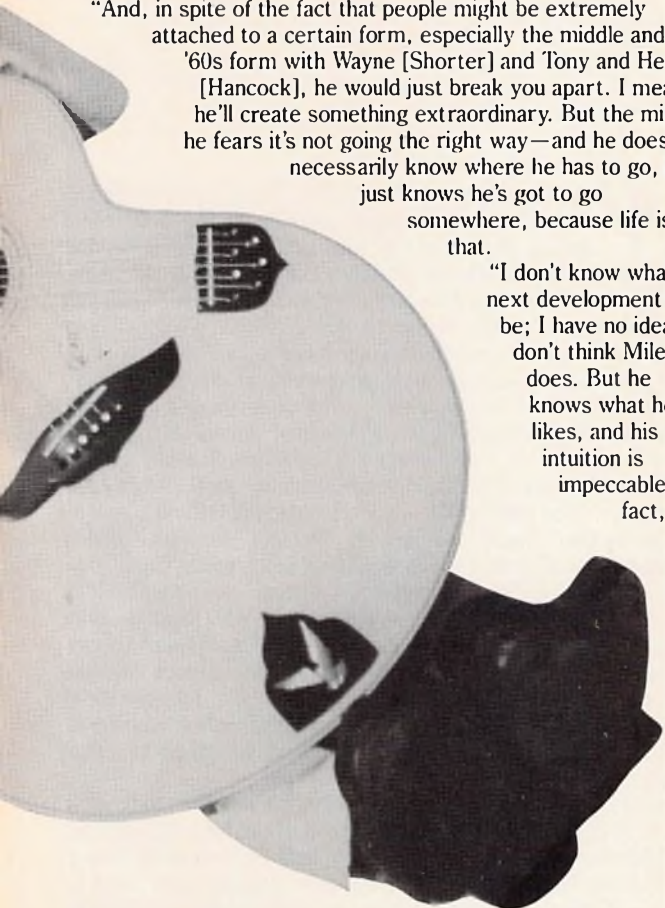 “And, in spite of the fact that people might be extremely
attached to a certain form, especially the middle and
'60s form with Wayne [Shorter] and Tony and He
[Hancock], he would just break you apart. I mea
he'll create something extraordinary. But the mi
he fears it's not going the right way—and he does
necessarily know where he has to go,
just knows he's got to go
somewhere, because life is
that.
“I don't know wha
next development
be; I have no idea
don't think Mile
does. But he
knows what he
likes, and his
intuition is
impeccable
fact,